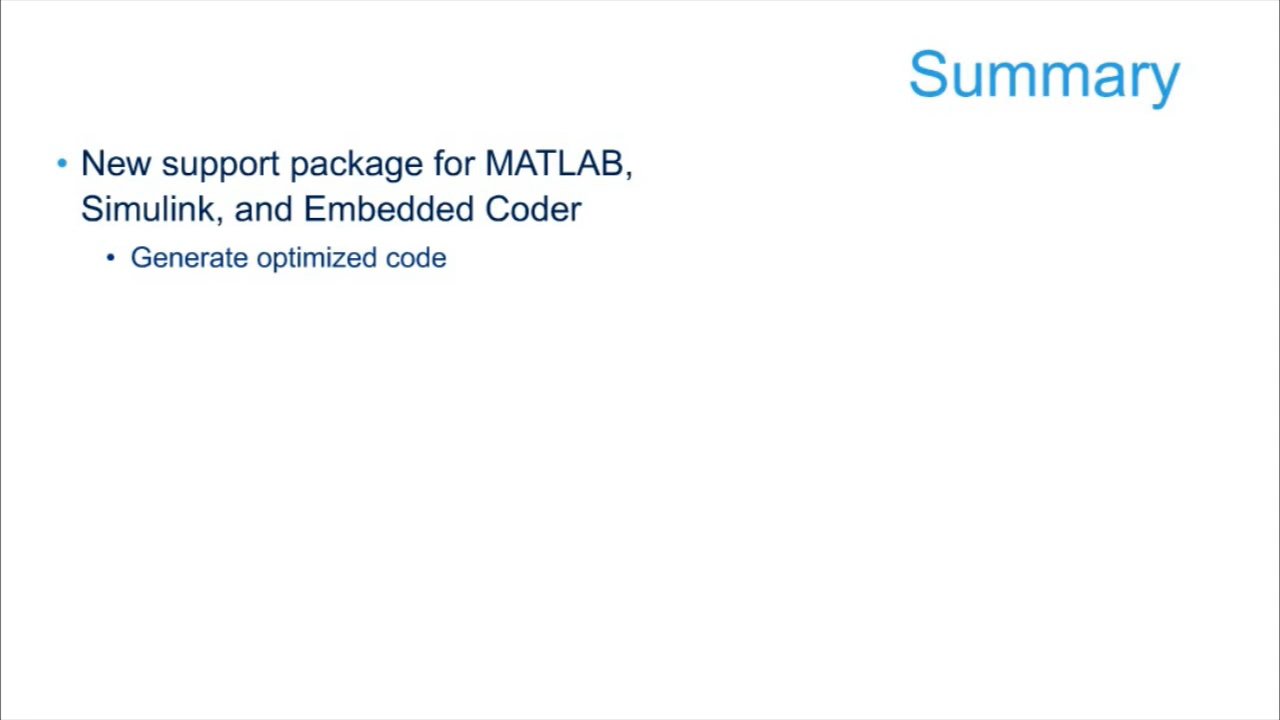 Summary
• New support package for MATLAB,
Simulink, and Embedded Coder
• Generate optimized code